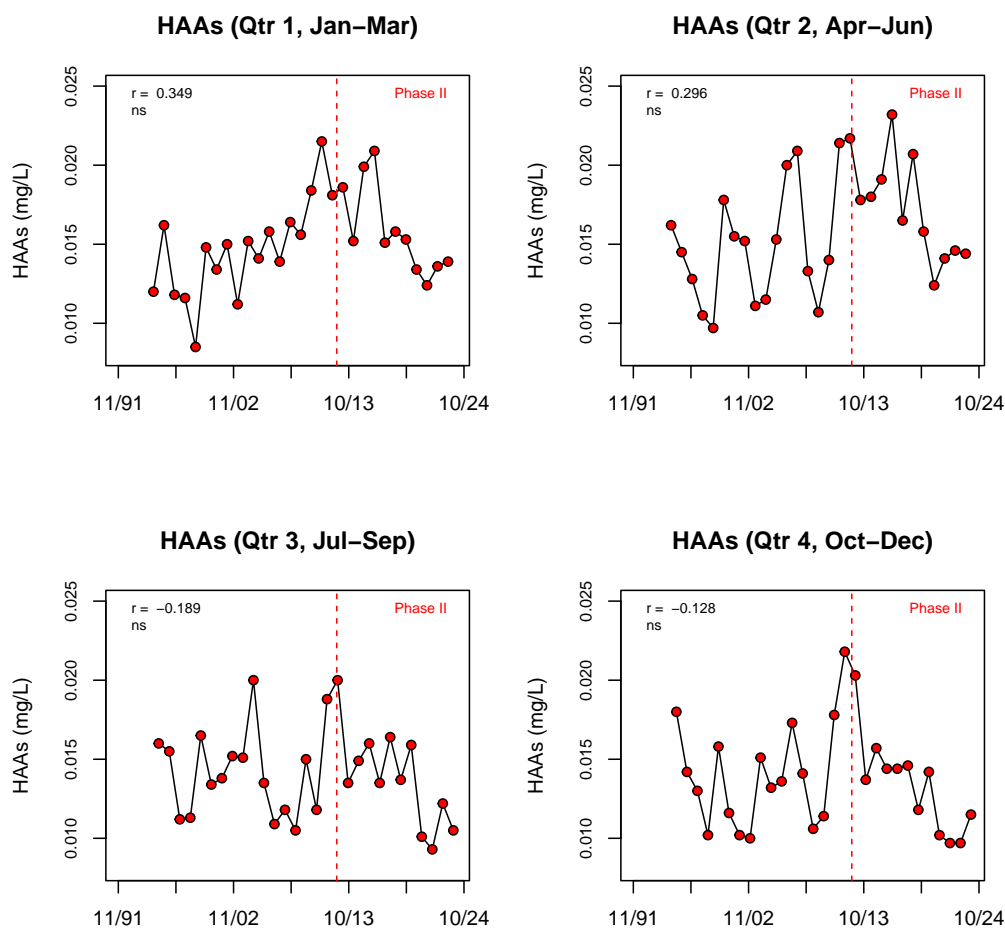 HAAs (Qtr 1, Jan−Mar)
r = 0.349
ns
Phase II
HAAs (mg/L)
0.025
0.020
0.015
0.010
11/91 11/02 10/13 10/24
HAAs (Qtr 2, Apr−Jun)
r = 0.296
ns
Phase II
HAAs (mg/L)
0.025
0.020
0.015
0.010
11/91 11/02 10/13 10/24
HAAs (Qtr 3, Jul−Sep)
r = −0.189
ns
Phase II
HAAs (mg/L)
0.025
0.020
0.015
0.010
11/91 11/02 10/13 10/24
HAAs (Qtr 4, Oct−Dec)
r = −0.128
ns
Phase II
HAAs (mg/L)
0.025
0.020
0.015
0.010
11/91 11/02 10/13 10/24